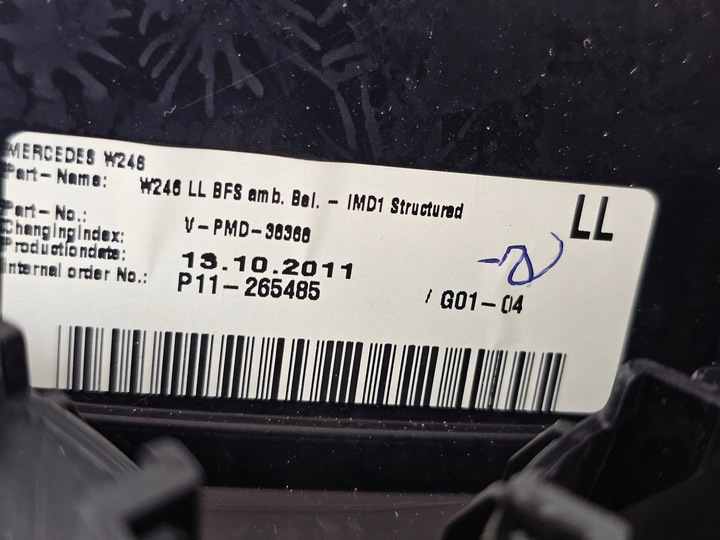 MERCEDES W246
Part-Name: W246 LL BFS amb. Bel. - IMD1 Structured
LL
Part-No.: V-PMD-38368
Changingindex:
Productiondate: 13.10.2011
Internal order No.: P11-265485 / G01-04